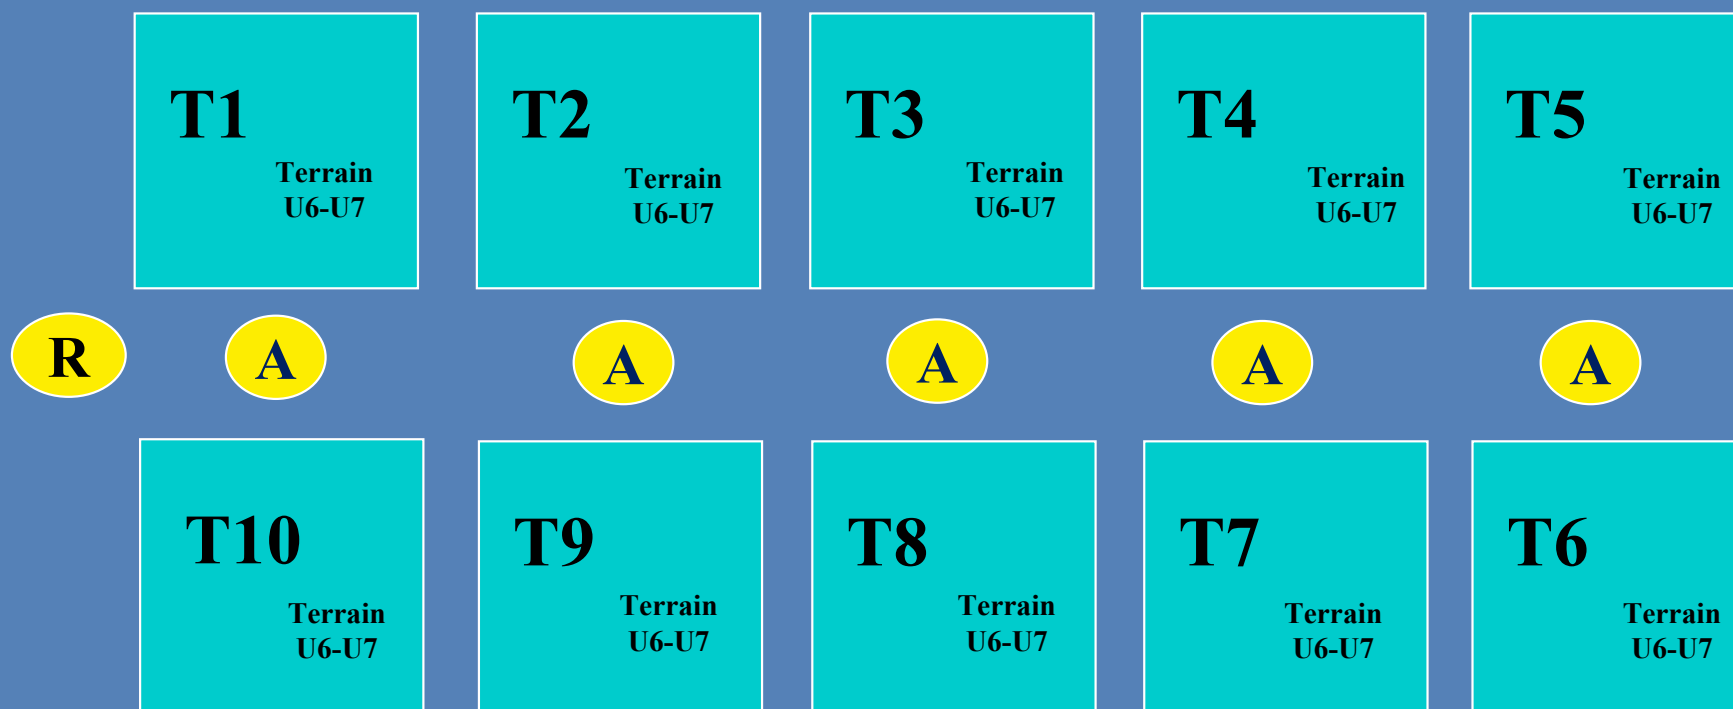 T1
Terrain
U6-U7
T2
Terrain
U6-U7
T3
Terrain
U6-U7
T4
Terrain
U6-U7
T5
Terrain
U6-U7
R
A
A
A
A
A
T10
Terrain
U6-U7
T9
Terrain
U6-U7
T8
Terrain
U6-U7
T7
Terrain
U6-U7
T6
Terrain
U6-U7